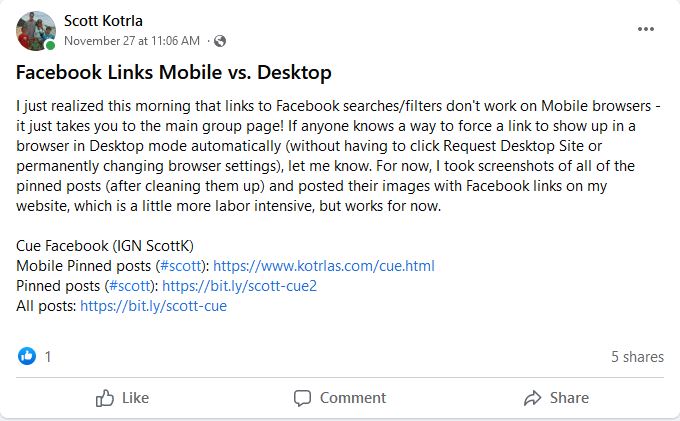 Scott Kotrla
November 27 at 11:06 AM ·
Facebook Links Mobile vs. Desktop
I just realized this morning that links to Facebook searches/filters don't work on Mobile browsers -
it just takes you to the main group page! If anyone knows a way to force a link to show up in a
browser in Desktop mode automatically (without having to click Request Desktop Site or
permanently changing browser settings), let me know. For now, I took screenshots of all of the
pinned posts (after cleaning them up) and posted their images with Facebook links on my
website, which is a little more labor intensive, but works for now.
Cue Facebook (IGN ScottK)
Mobile Pinned posts (#scott): https://www.kotrlas.com/cue.html
Pinned posts (#scott): https://bit.ly/scott-cue2
All posts: https://bit.ly/scott-cue
1 5 shares
Like Comment Share